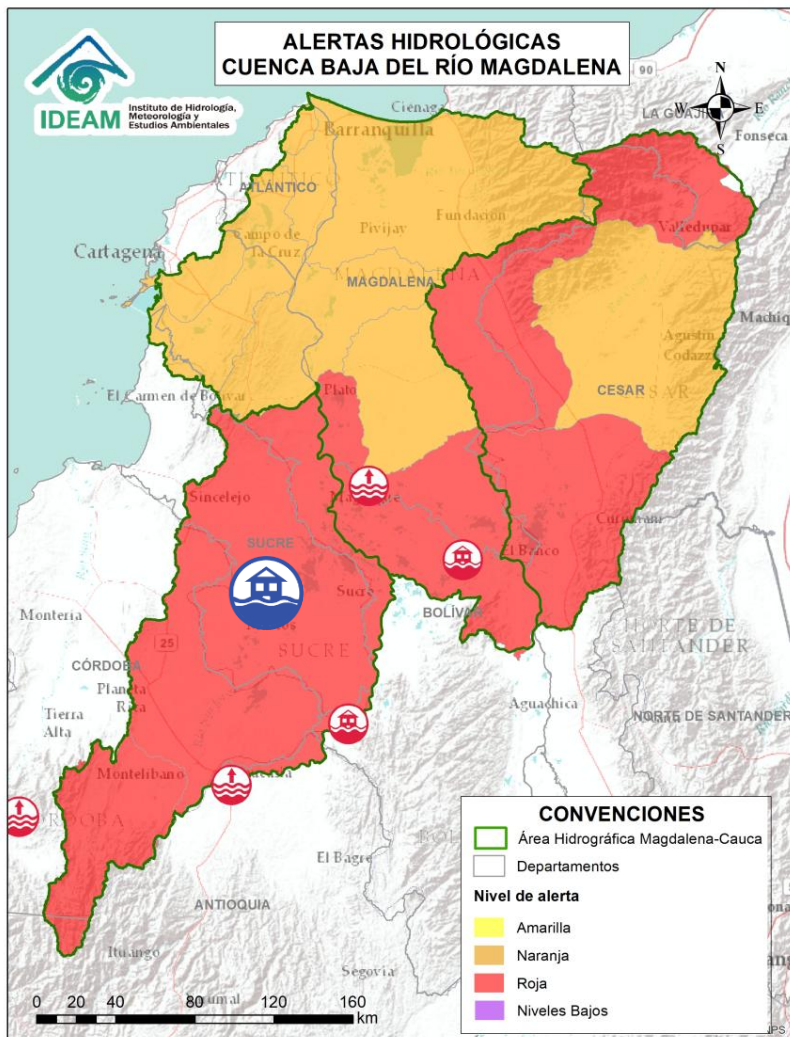 ALERTAS HIDROLÓGICAS
CUENCA BAJA DEL RÍO MAGDALENA
IDEAM
Instituto de Hidrología,
Meteorología y
Estudios Ambientales
N
W
E
S
90
Cienaga
LA GUAJIRA
Fonseca
Barranquilla
ATLÁNTICO
Valledupar
Fundación
Pivijay
Campo de
la Cruz
Cartagena
MAGDALENA
MAGDALENA
Machiq
Agustín
Codazzi
CESAR
El Carmen de Bolívar
Plato
Sincelejo
Curumaní
El Banco
SUCRE
Sucre
BOLÍVAR
Montería
25
SUCRE
NORTE DE
SANTANDER
CÓRDOBA
Planeta
Rica
Tierra
Alta
Aguachica
NORTE DE SANTANDER
Montelibano
El Bagre
ANTIOQUIA
Ituango
Segovia
CONVENCIONES
Área Hidrográfica Magdalena-Cauca
Departamentos
Nivel de alerta
Amarilla
Naranja
Roja
Niveles Bajos
0 20 40 80 120 160
km